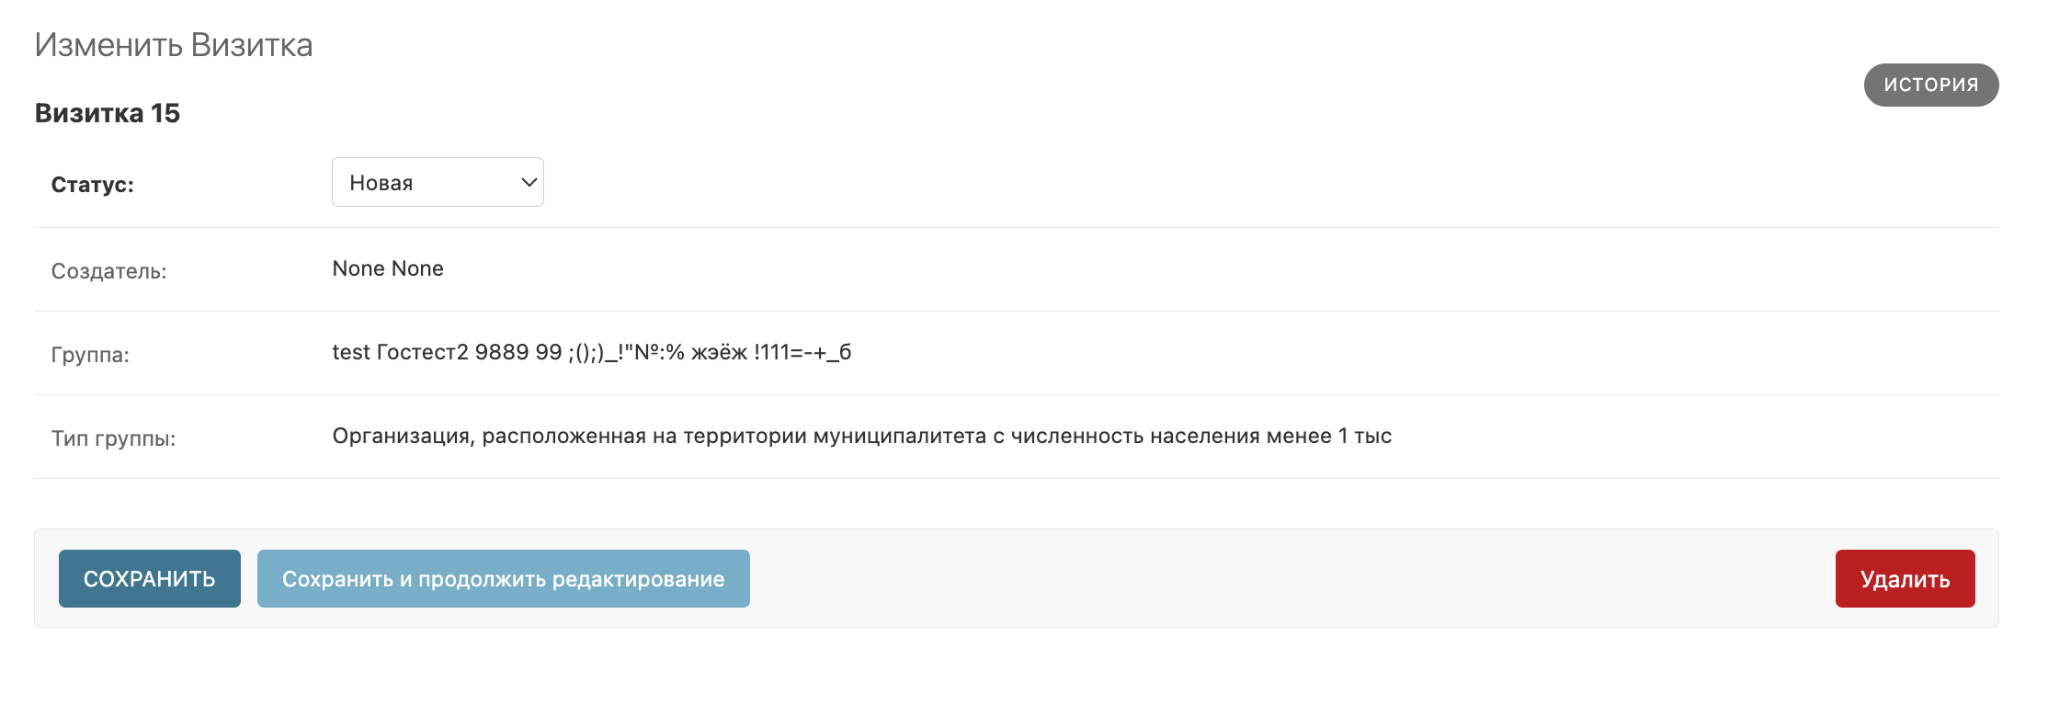 Изменить Визитка
ИСТОРИЯ
Визитка 15
Статус: Новая
Создатель: None None
Группа: test Гостест2 9889 99 ;();)_!"№:% жэёж !111=-+_б
Тип группы: Организация, расположенная на территории муниципалитета с численность населения менее 1 тыс
СОХРАНИТЬ Сохранить и продолжить редактирование Удалить